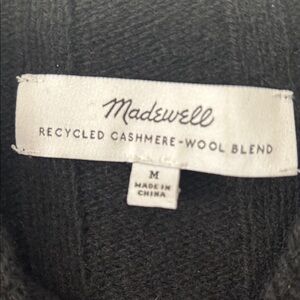 Madewell
RECYCLED CASHMERE-WOOL BLEND
M
MADE IN
CHINA